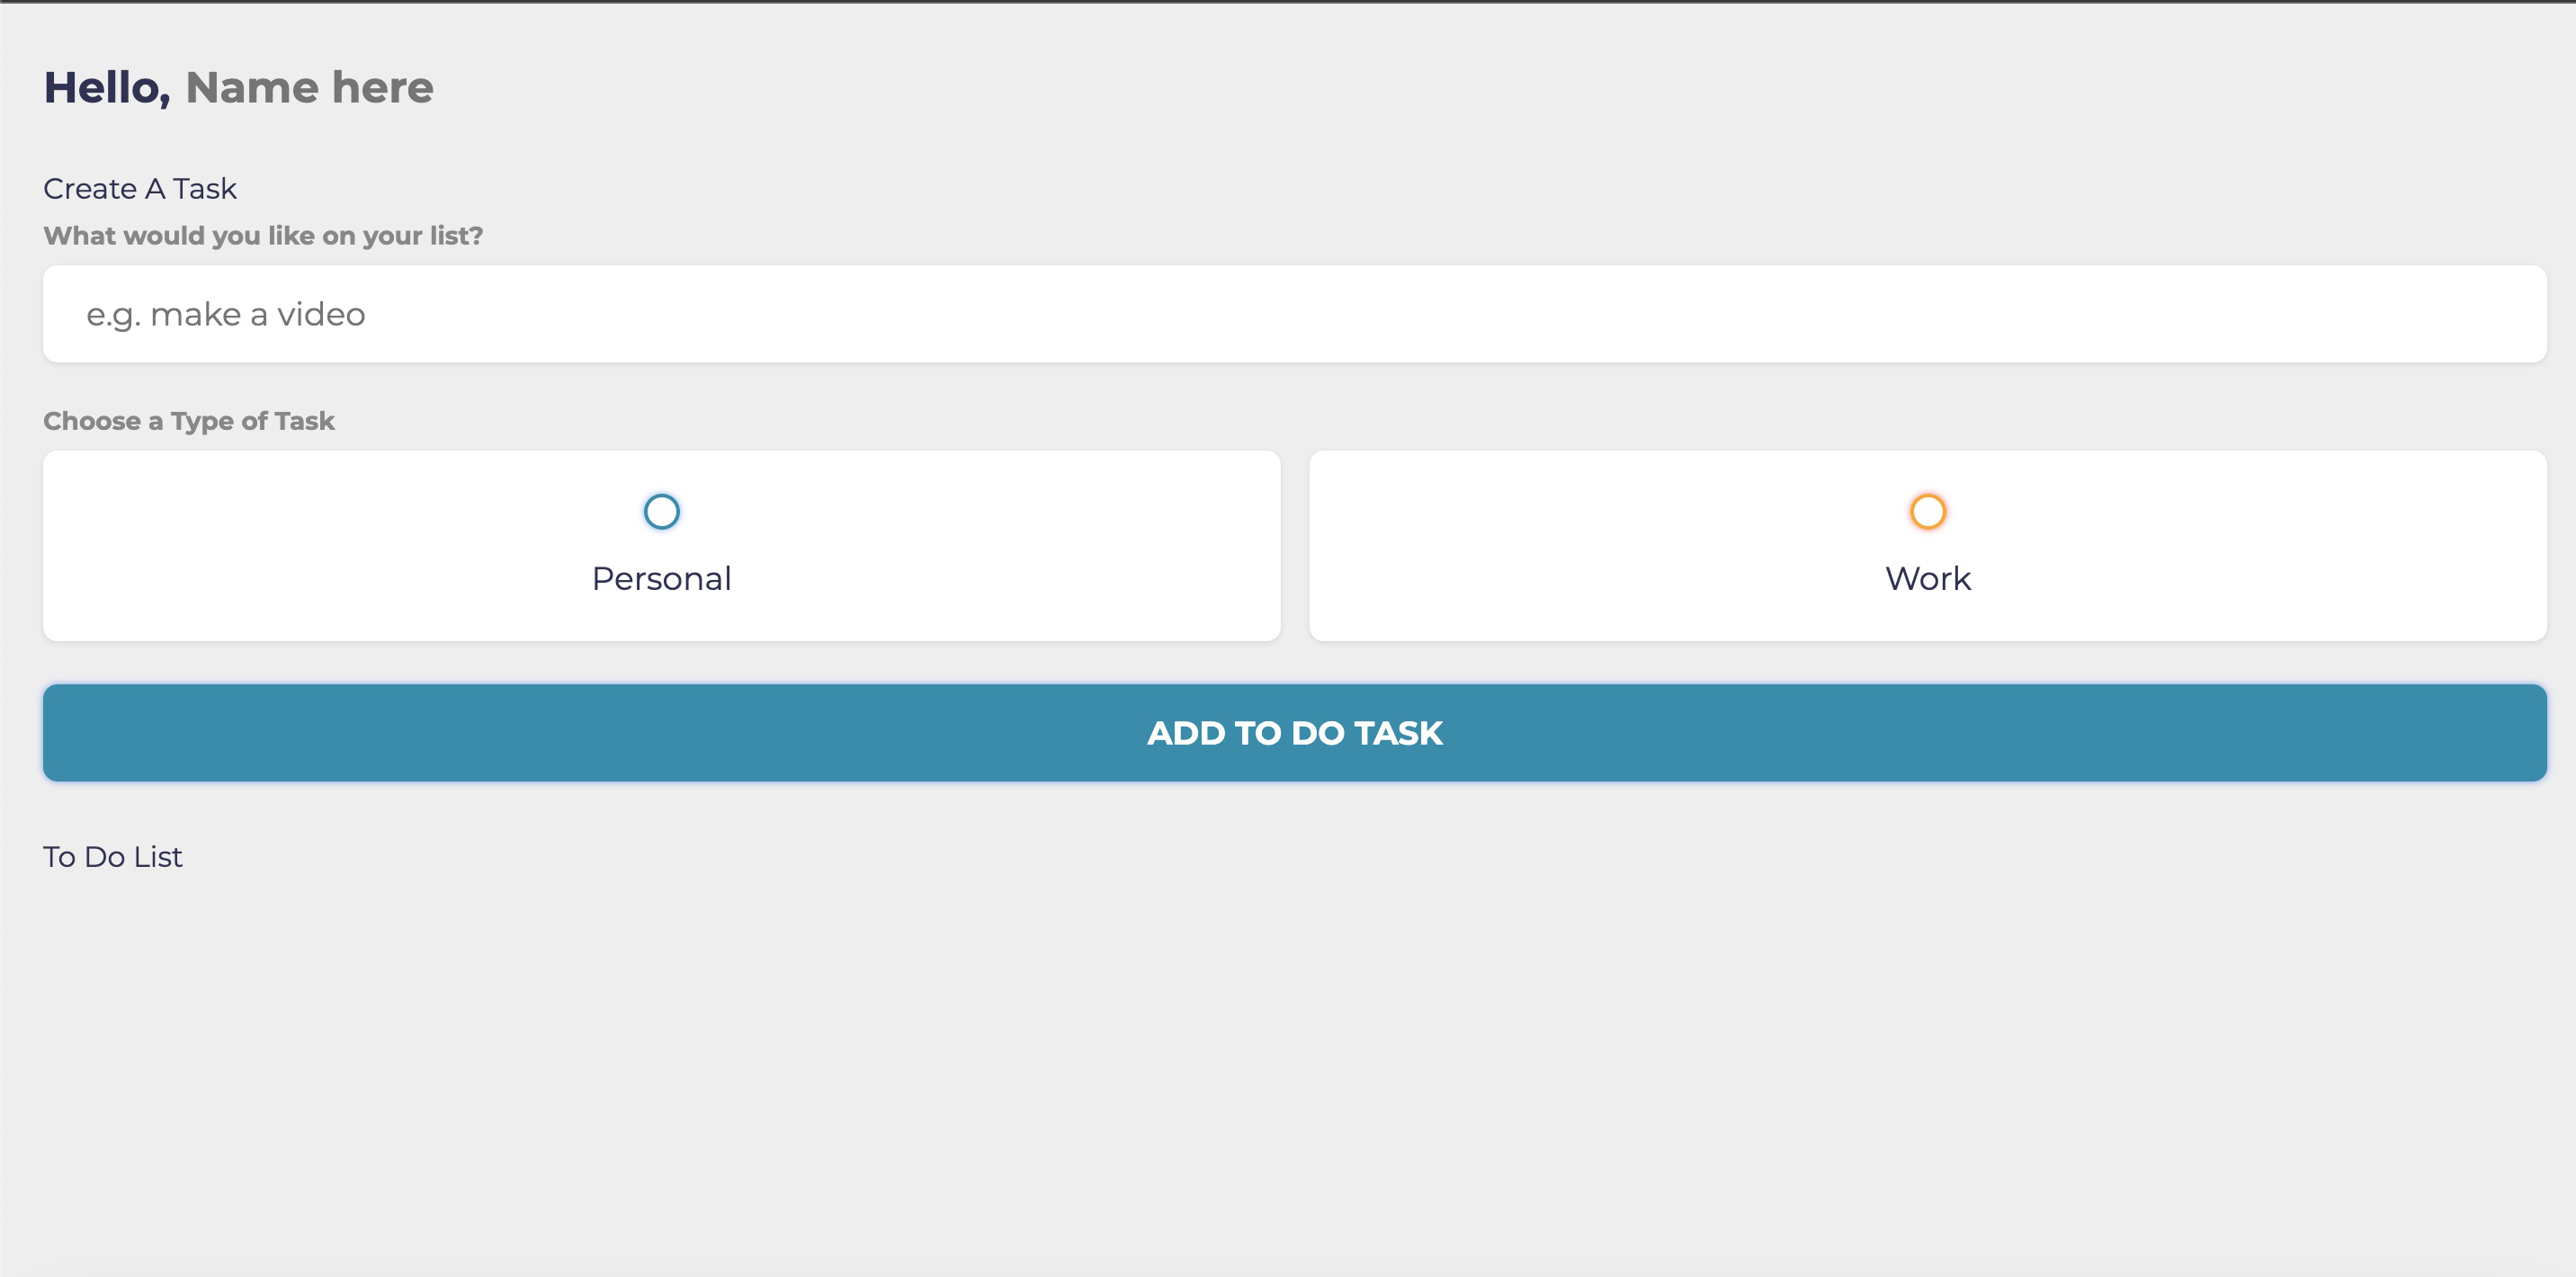 Hello, Name here
Create A Task
What would you like on your list?
e.g. make a video
Choose a Type of Task
Personal
Work
ADD TO DO TASK
To Do List